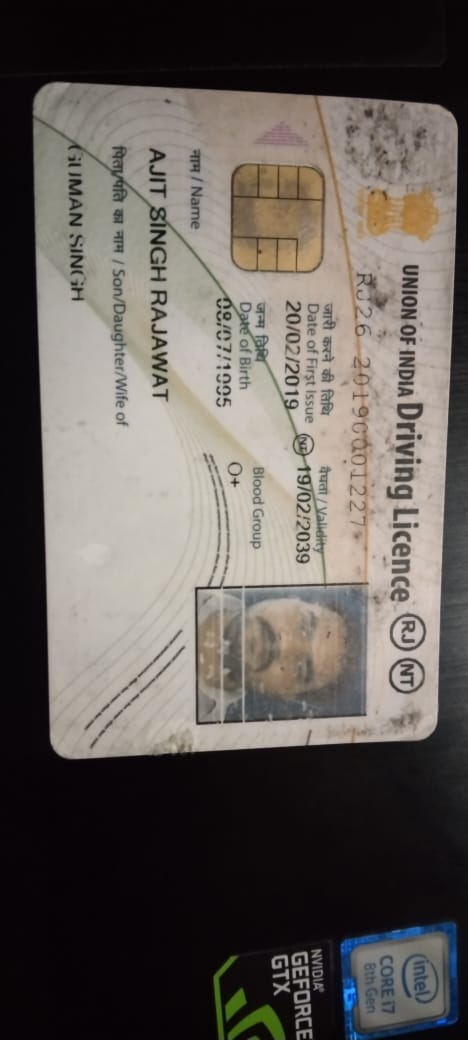 UNION OF INDIA Driving Licence RJ NT
RJ26 20190001227
जारी करने की तिथि
Date of First Issue
20/02/2019
वैधता / Validity
NT 19/02/2039
जन्म तिथि
Date of Birth
08/07/1995
Blood Group
O+
नाम / Name
AJIT SINGH RAJAWAT
पिता/पति का नाम / Son/Daughter/Wife of
GUMAN SINGH
intel
CORE i7
8th Gen
NVIDIA
GEFORCE
GTX